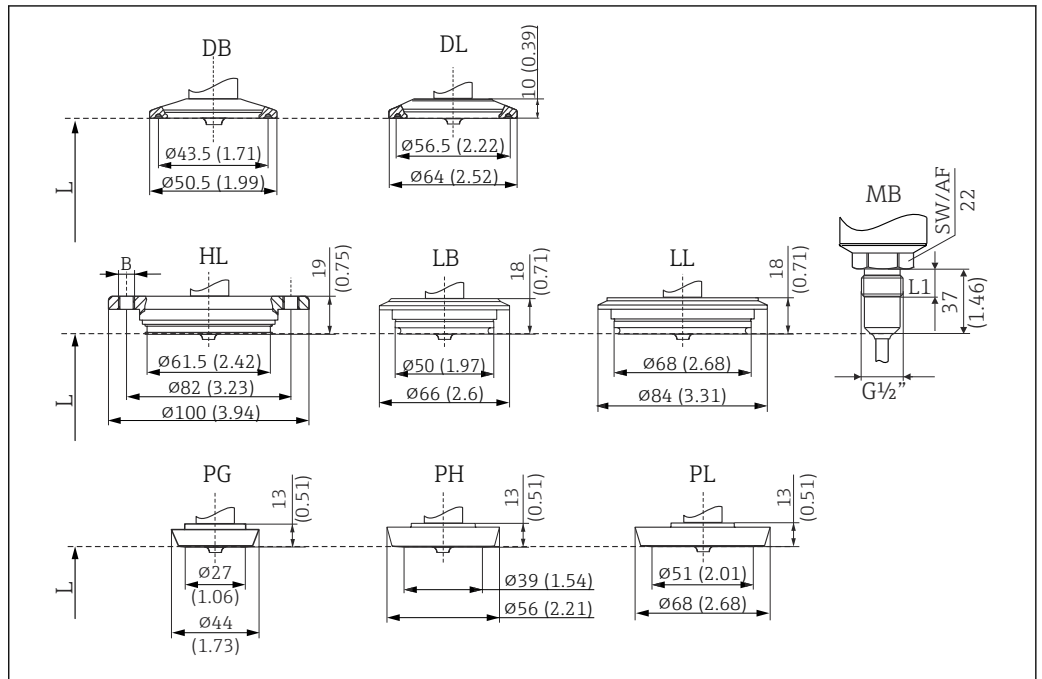 DB
DL
10 (0.39)
Ø43.5 (1.71)
Ø50.5 (1.99)
Ø56.5 (2.22)
Ø64 (2.52)
L
MB
SW/AF
22
L1
37
(1.46)
G½"
B
HL
19
(0.75)
LB
18
(0.71)
LL
18
(0.71)
Ø61.5 (2.42)
Ø82 (3.23)
Ø100 (3.94)
Ø50 (1.97)
Ø66 (2.6)
Ø68 (2.68)
Ø84 (3.31)
L
PG
13
(0.51)
PH
13
(0.51)
PL
13
(0.51)
Ø27
(1.06)
Ø44
(1.73)
Ø39 (1.54)
Ø56 (2.21)
Ø51 (2.01)
Ø68 (2.68)
L